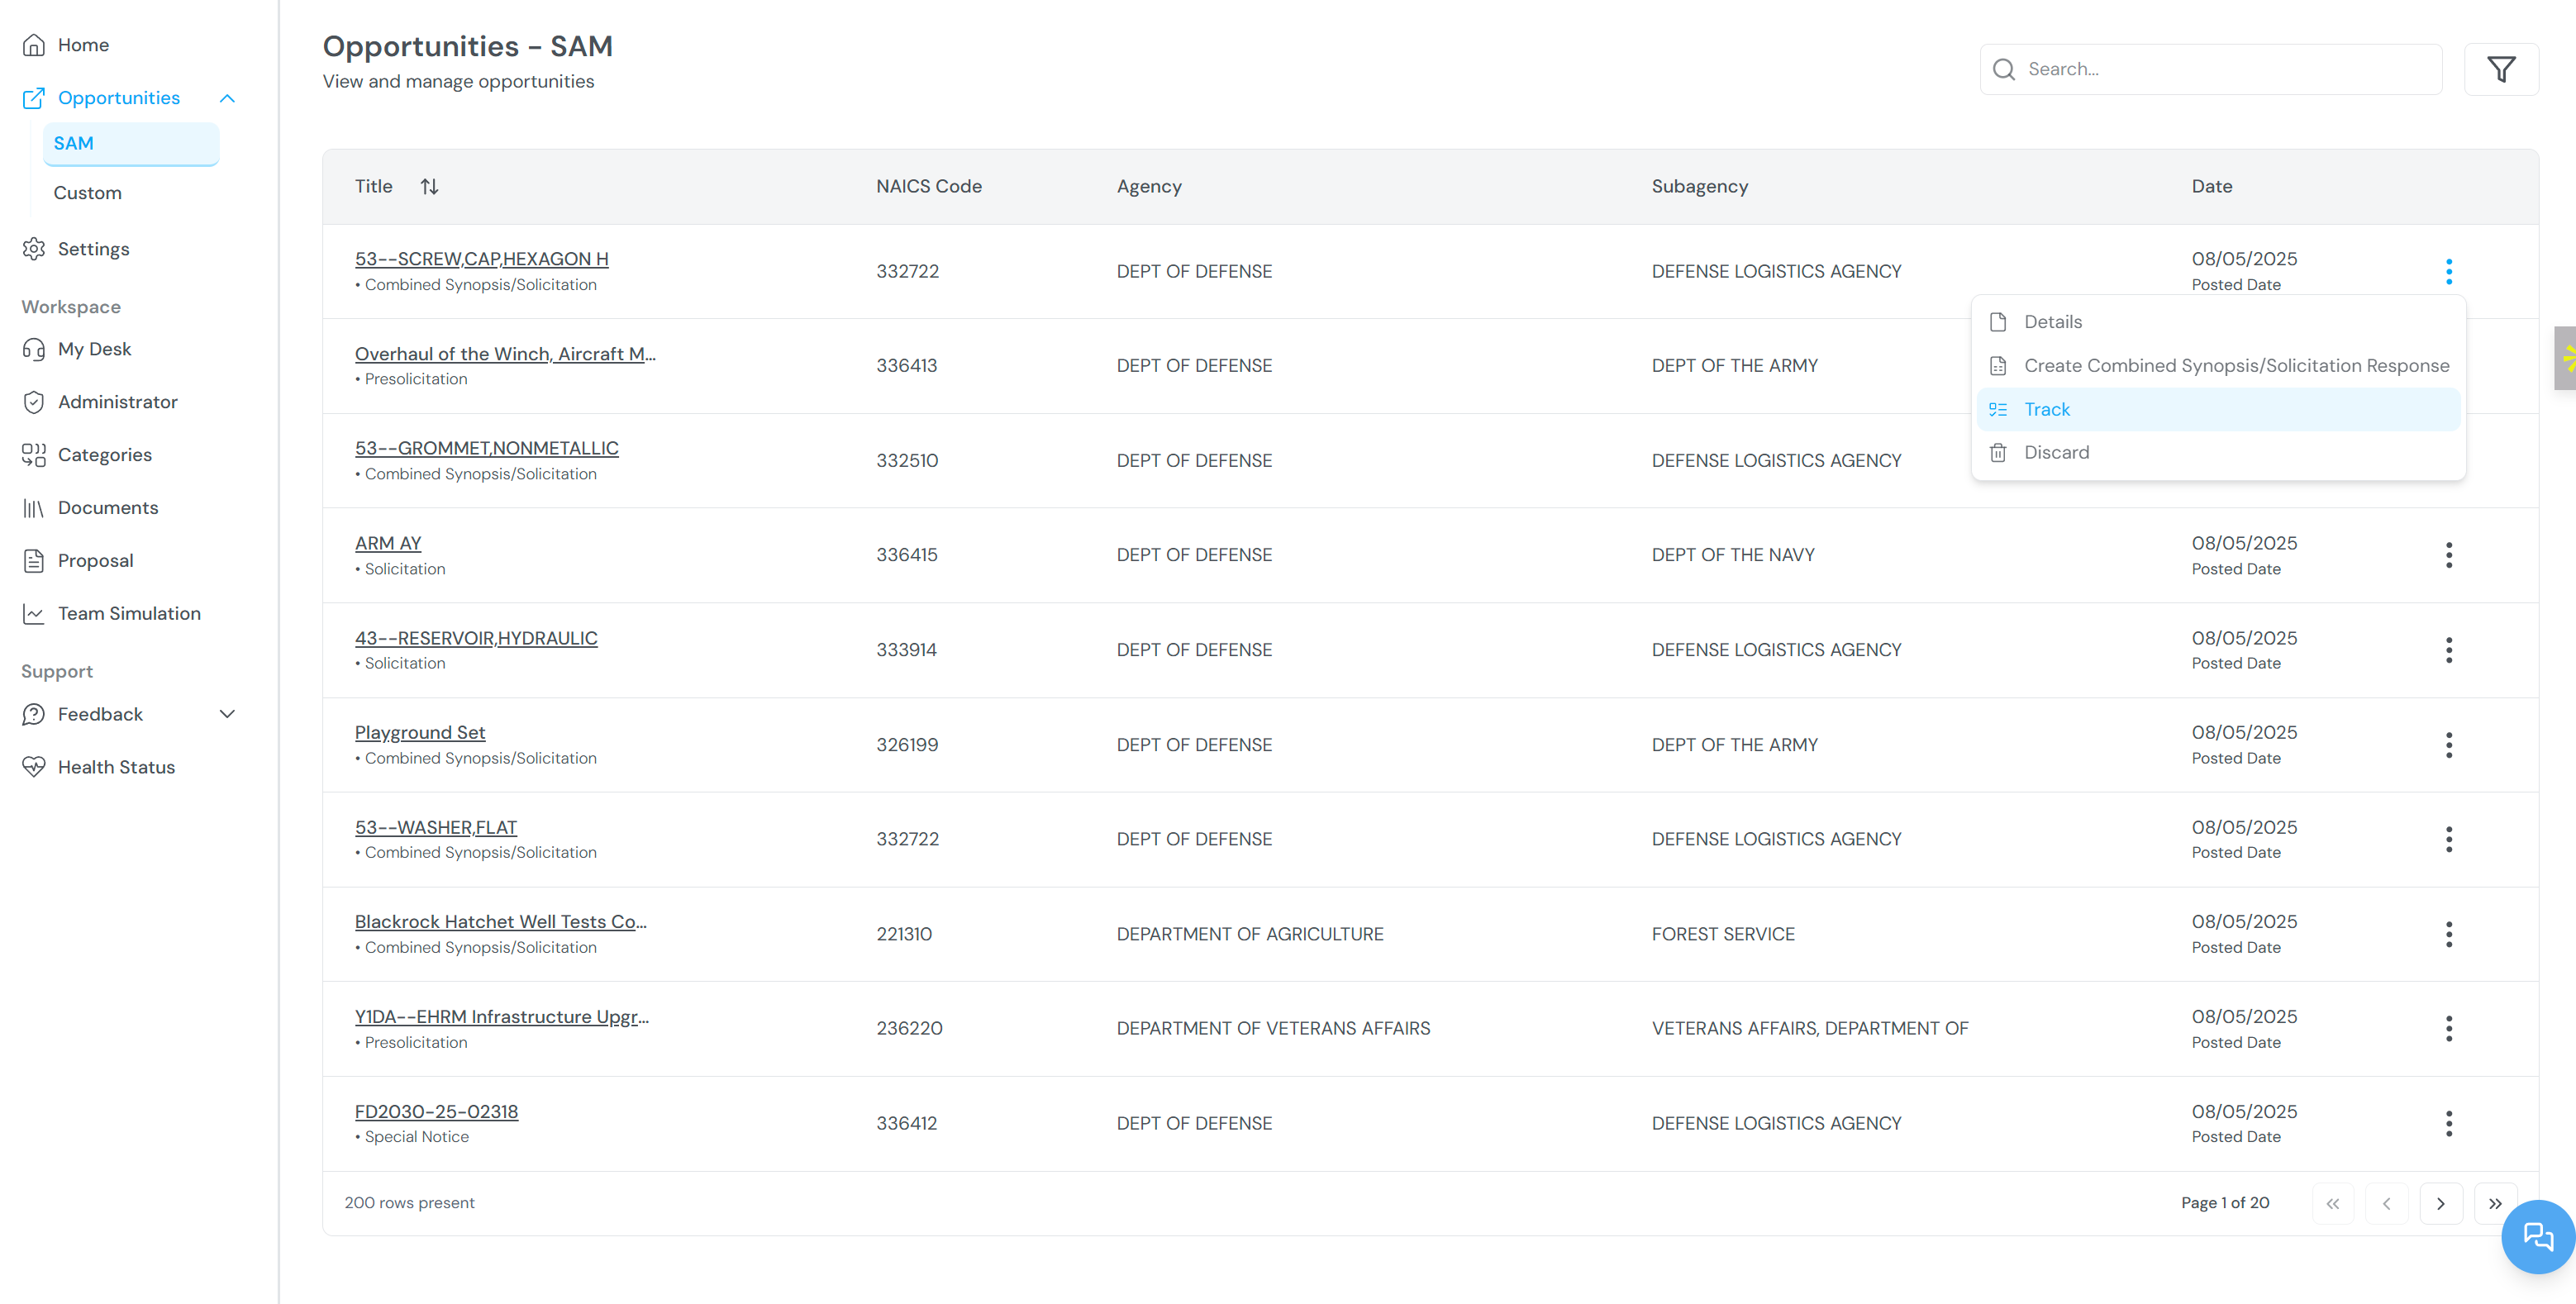 Home
Opportunities
SAM
Custom
Settings
Workspace
My Desk
Administrator
Categories
Documents
Proposal
Team Simulation
Support
Feedback
Health Status
Opportunities - SAM
View and manage opportunities
Search...
Title NAICS Code Agency Subagency Date
53--SCREW,CAP,HEXAGON H
• Combined Synopsis/Solicitation
332722 DEPT OF DEFENSE DEFENSE LOGISTICS AGENCY
08/05/2025
Posted Date
Details
Create Combined Synopsis/Solicitation Response
Track
Discard
Overhaul of the Winch, Aircraft M...
• Presolicitation
336413 DEPT OF DEFENSE DEPT OF THE ARMY
53--GROMMET,NONMETALLIC
• Combined Synopsis/Solicitation
332510 DEPT OF DEFENSE DEFENSE LOGISTICS AGENCY
ARM AY
• Solicitation
336415 DEPT OF DEFENSE DEPT OF THE NAVY
08/05/2025
Posted Date
43--RESERVOIR,HYDRAULIC
• Solicitation
333914 DEPT OF DEFENSE DEFENSE LOGISTICS AGENCY
08/05/2025
Posted Date
Playground Set
• Combined Synopsis/Solicitation
326199 DEPT OF DEFENSE DEPT OF THE ARMY
08/05/2025
Posted Date
53--WASHER,FLAT
• Combined Synopsis/Solicitation
332722 DEPT OF DEFENSE DEFENSE LOGISTICS AGENCY
08/05/2025
Posted Date
Blackrock Hatchet Well Tests Co...
• Combined Synopsis/Solicitation
221310 DEPARTMENT OF AGRICULTURE FOREST SERVICE
08/05/2025
Posted Date
Y1DA--EHRM Infrastructure Upgr...
• Presolicitation
236220 DEPARTMENT OF VETERANS AFFAIRS VETERANS AFFAIRS, DEPARTMENT OF
08/05/2025
Posted Date
FD2030-25-02318
• Special Notice
336412 DEPT OF DEFENSE DEFENSE LOGISTICS AGENCY
08/05/2025
Posted Date
200 rows present
Page 1 of 20